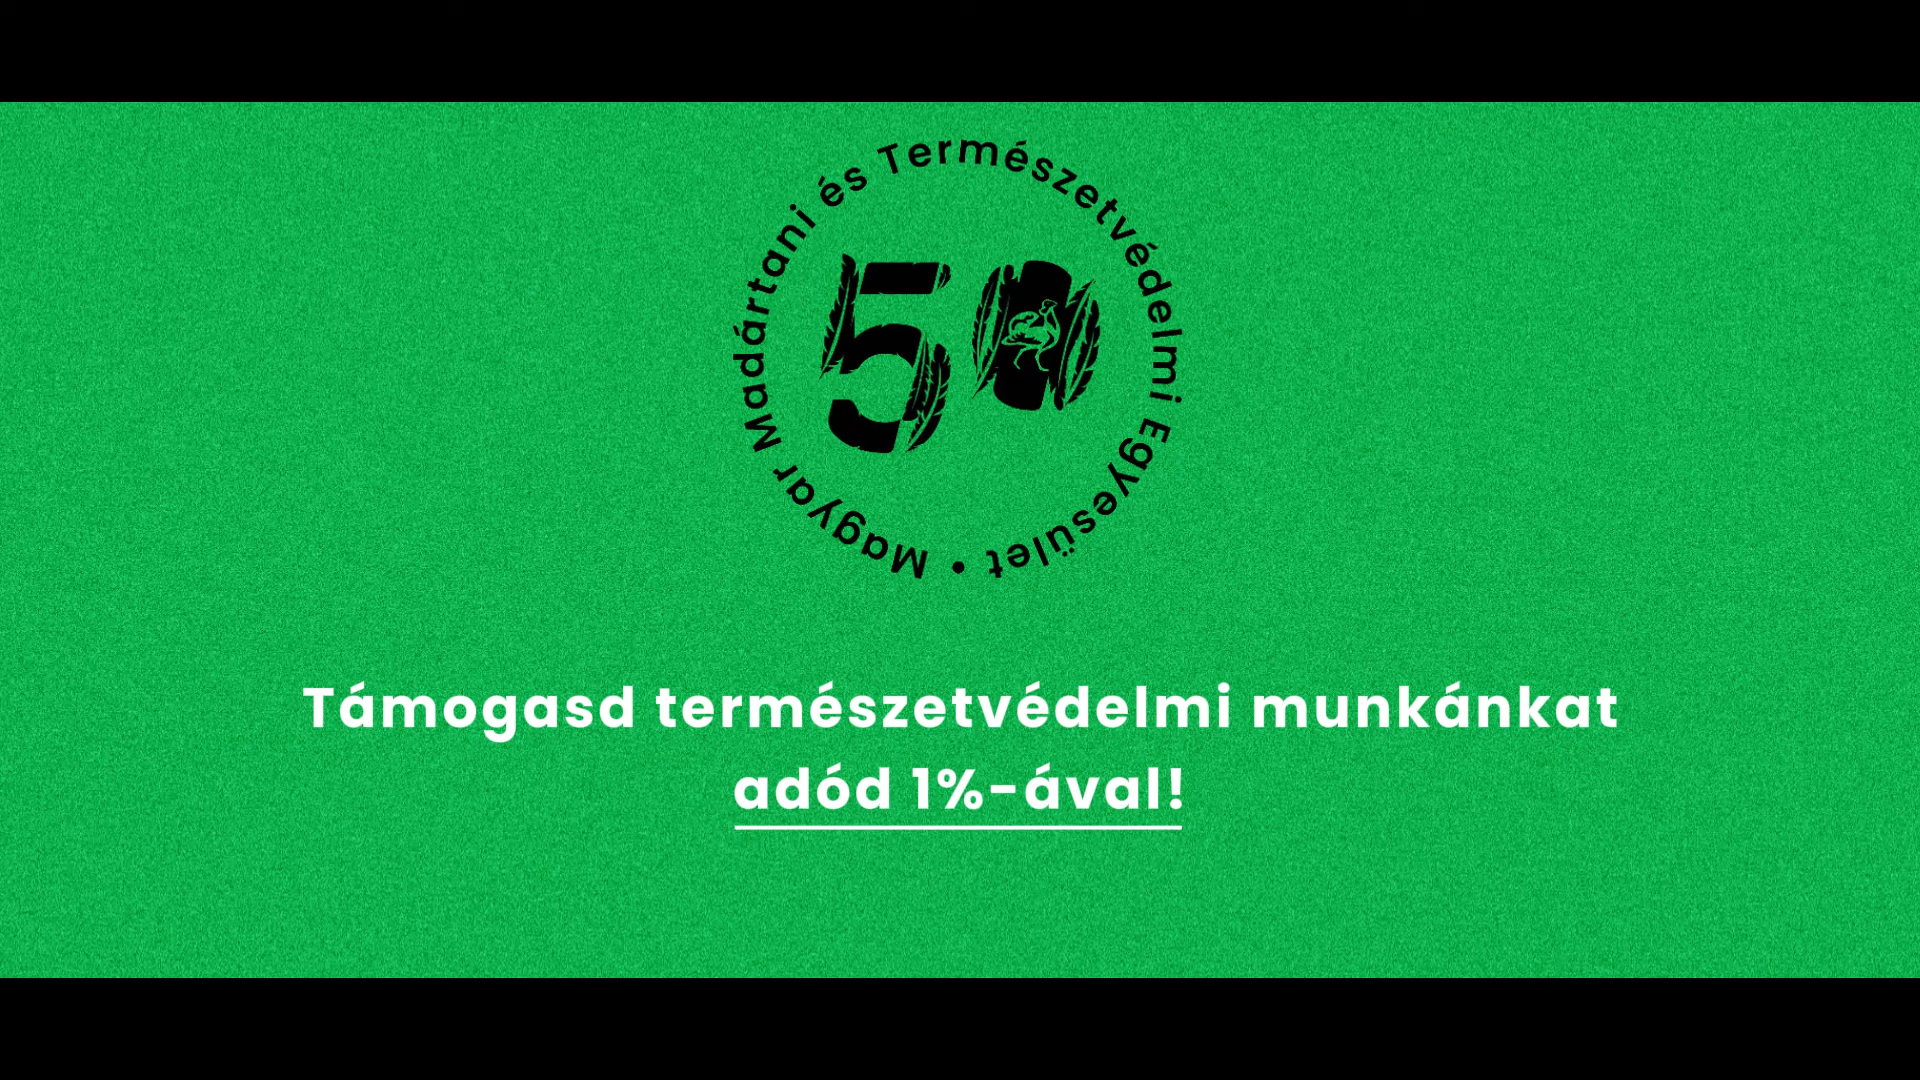 Magyar Madártani és Természetvédelmi Egyesület •
50
Támogasd természetvédelmi munkánkat
adód 1%-ával!